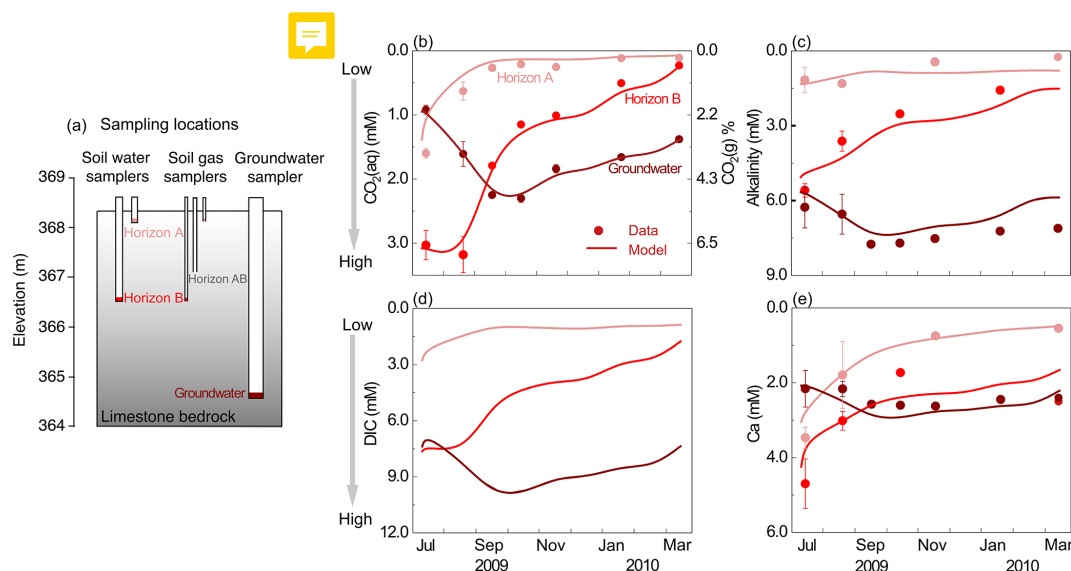 (a) Sampling locations
Soil water
samplers
Soil gas
samplers
Groundwater
sampler
Elevation (m)
369
368
367
366
365
364
Horizon A
Horizon AB
Horizon B
Groundwater
Limestone bedrock
Low
High
(b)
CO2(aq) (mM)
0.0
1.0
2.0
3.0
Horizon A
Horizon B
Groundwater
Data
Model
0.0
2.2
4.3
6.5
CO2(g) %
(c)
Alkalinity (mM)
0.0
3.0
6.0
9.0
Low
High
(d)
DIC (mM)
0.0
3.0
6.0
9.0
12.0
Jul Sep Nov Jan Mar
2009 2010
(e)
Ca (mM)
0.0
2.0
4.0
6.0
Jul Sep Nov Jan Mar
2009 2010